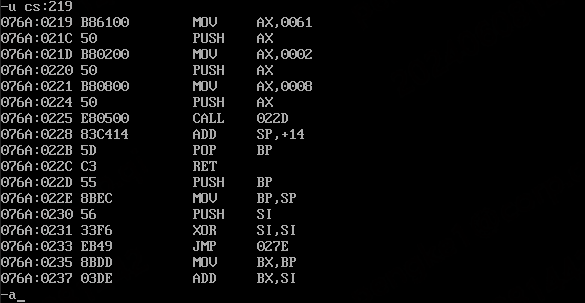 -u cs:219
076A:0219 B86100 MOV AX,0061
076A:021C 50 PUSH AX
076A:021D B80200 MOV AX,0002
076A:0220 50 PUSH AX
076A:0221 B80800 MOV AX,0008
076A:0224 50 PUSH AX
076A:0225 E80500 CALL 022D
076A:0228 83C414 ADD SP,+14
076A:022B 5D POP BP
076A:022C C3 RET
076A:022D 55 PUSH BP
076A:022E 8BEC MOV BP,SP
076A:0230 56 PUSH SI
076A:0231 33F6 XOR SI,SI
076A:0233 EB49 JMP 027E
076A:0235 8BDD MOV BX,BP
076A:0237 03DE ADD BX,SI
-a_